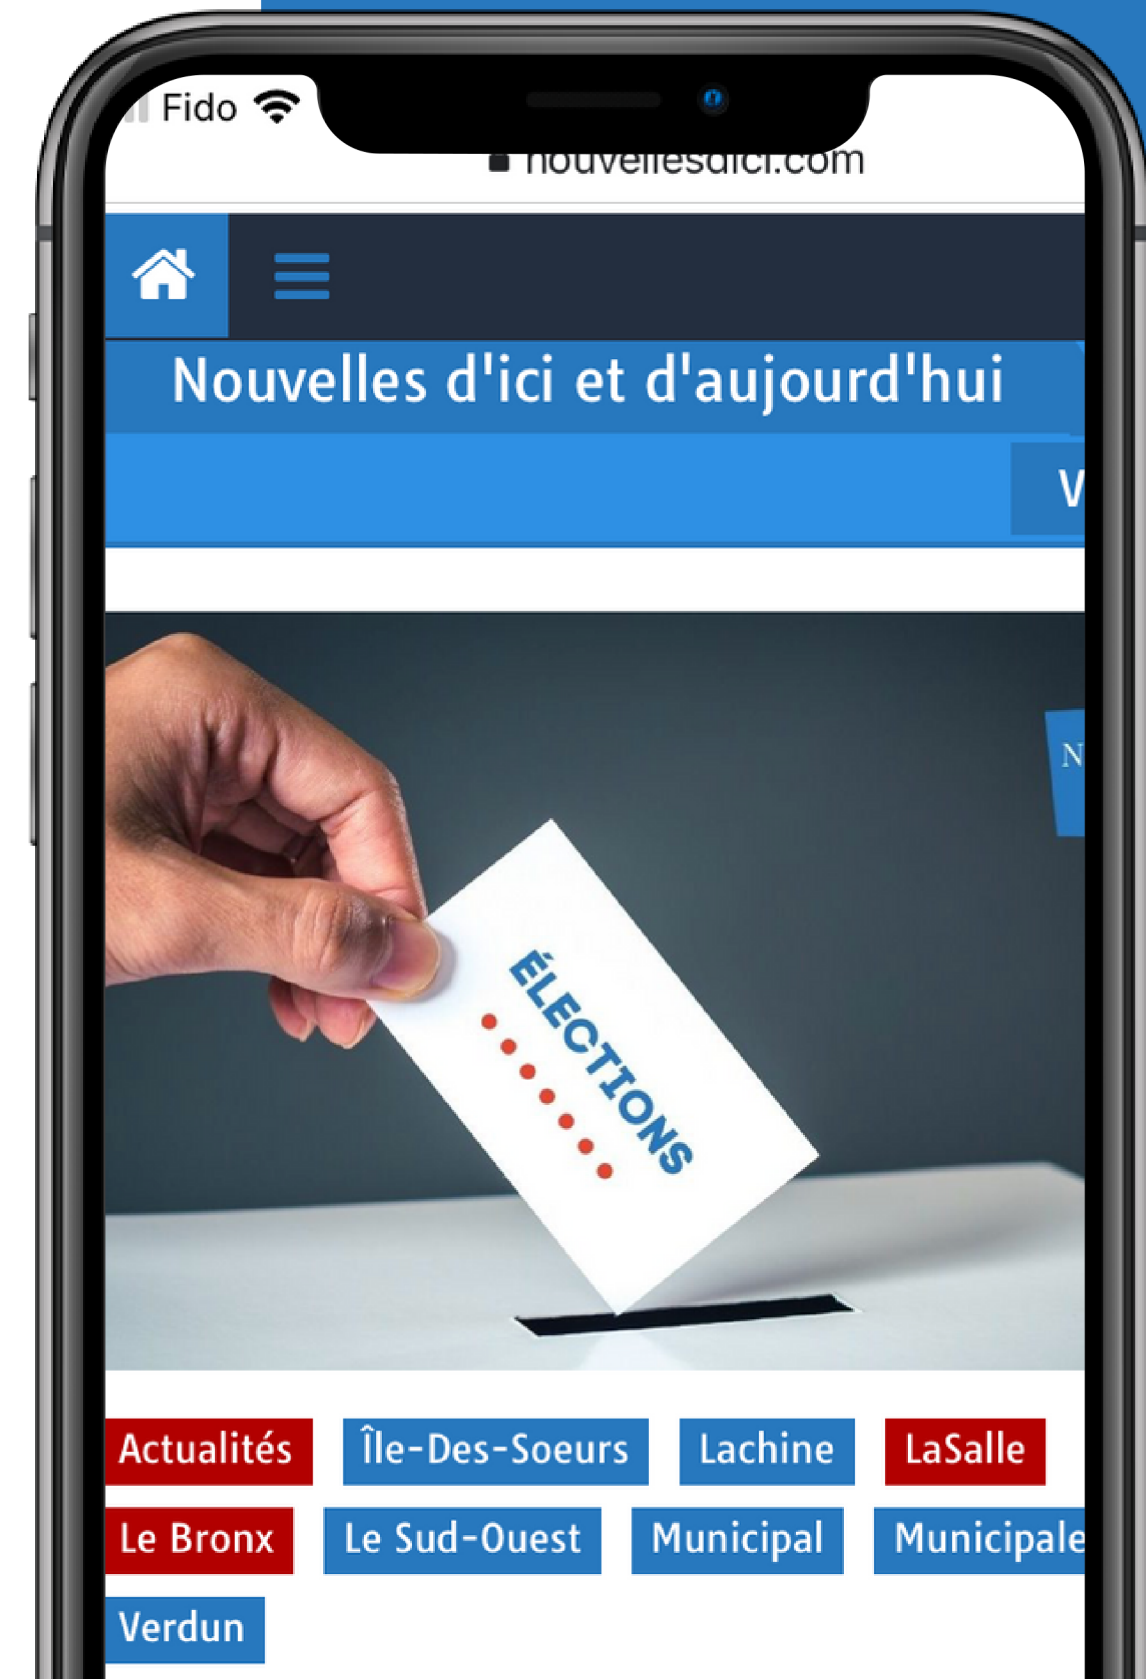 Fido
nouvellesdici.com
Nouvelles d'ici et d'aujourd'hui
V
N
ÉLECTIONS
Actualités Île-Des-Soeurs Lachine LaSalle
Le Bronx Le Sud-Ouest Municipal Municipale
Verdun